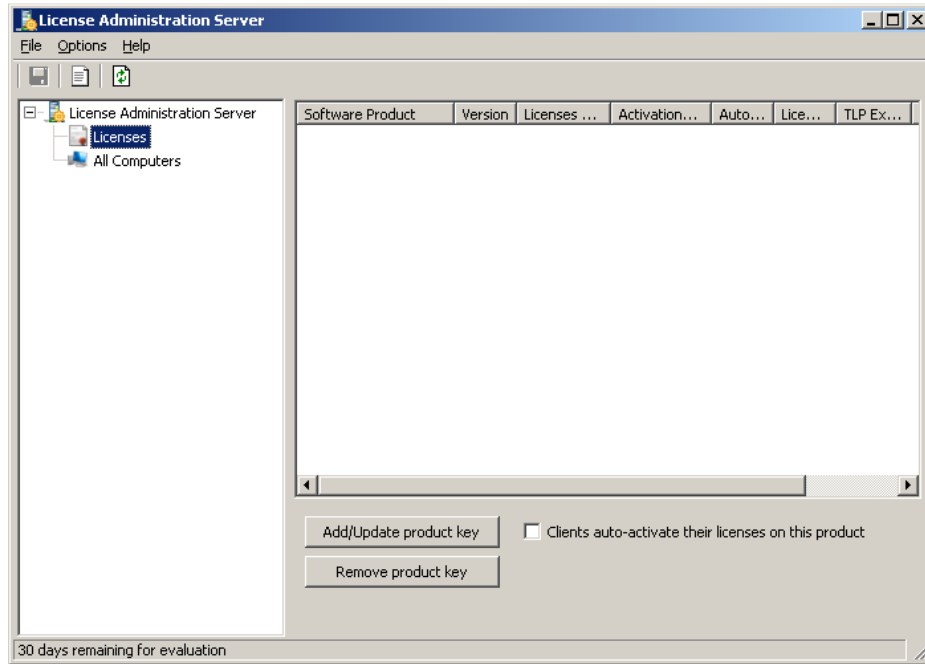 License Administration Server
File Options Help
License Administration Server
Licenses
All Computers
Software Product Version Licenses ... Activation... Auto... Lice... TLP Ex...
Add/Update product key
Clients auto-activate their licenses on this product
Remove product key
30 days remaining for evaluation